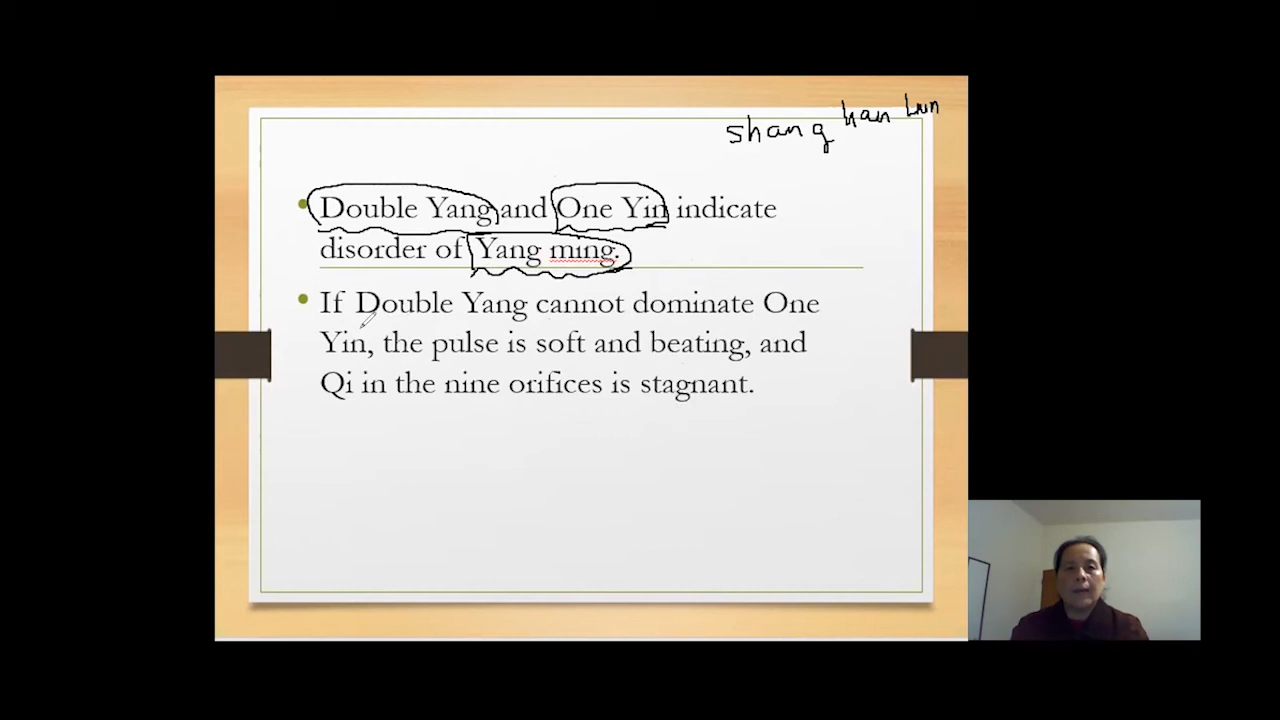 shang han Lun
Double Yang and One Yin indicate
disorder of Yang ming.
If Double Yang cannot dominate One
Yin, the pulse is soft and beating, and
Qi in the nine orifices is stagnant.